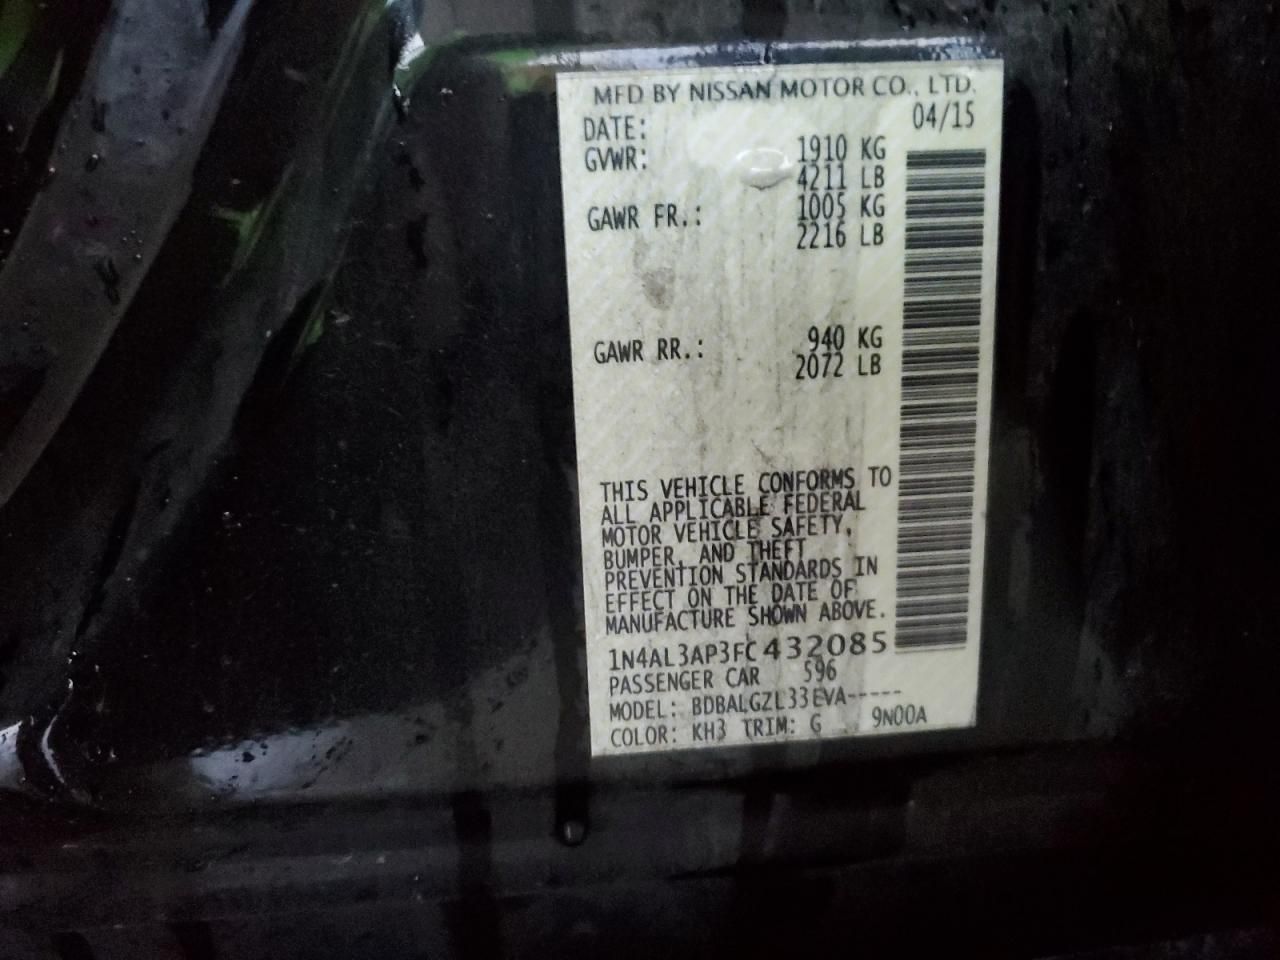 MFD BY NISSAN MOTOR CO., LTD.
DATE: 04/15
GVWR: 1910 KG
4211 LB
GAWR FR.: 1005 KG
2216 LB
GAWR RR.: 940 KG
2072 LB
THIS VEHICLE CONFORMS TO
ALL APPLICABLE FEDERAL
MOTOR VEHICLE SAFETY,
BUMPER, AND THEFT
PREVENTION STANDARDS IN
EFFECT ON THE DATE OF
MANUFACTURE SHOWN ABOVE.
1N4AL3AP3FC432085
PASSENGER CAR 596
MODEL: BDBALGZL33EVA-----
COLOR: KH3 TRIM: G 9N00A